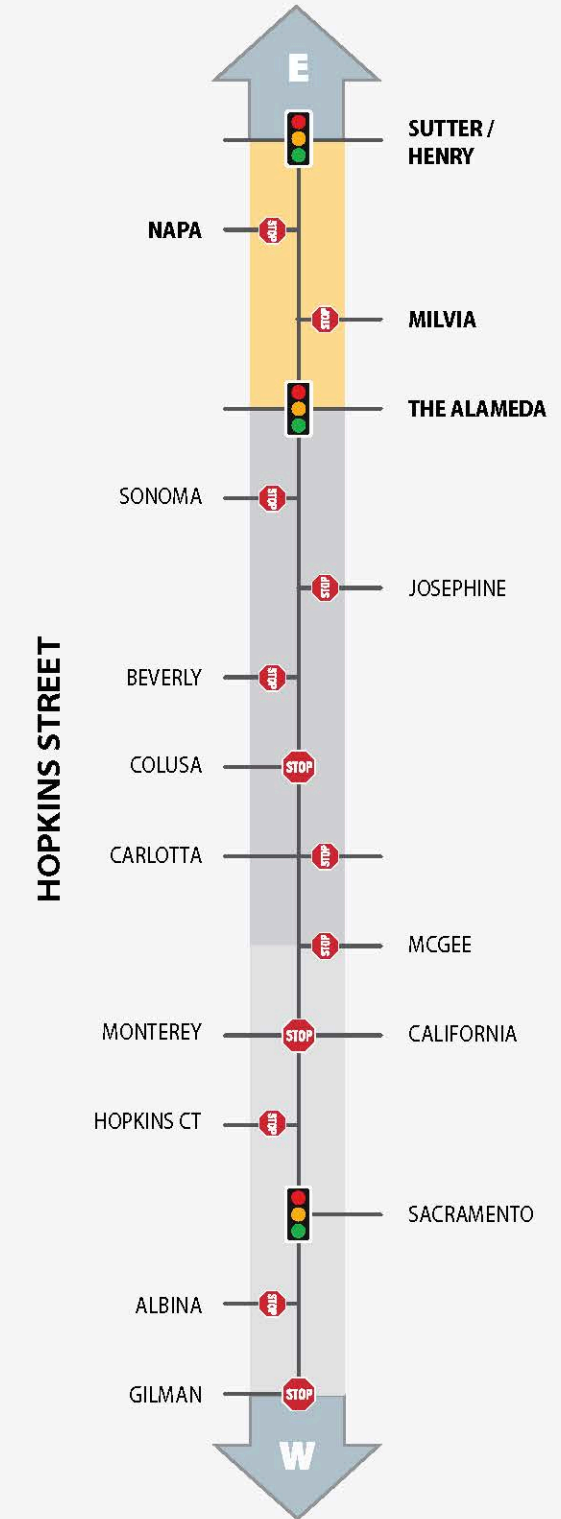 E
SUTTER /
HENRY
NAPA
STOP
STOP
MILVIA
THE ALAMEDA
SONOMA
STOP
STOP
JOSEPHINE
BEVERLY
STOP
COLUSA
STOP
CARLOTTA
STOP
STOP
MCGEE
MONTEREY
STOP
CALIFORNIA
HOPKINS CT
STOP
SACRAMENTO
ALBINA
STOP
GILMAN
STOP
W
HOPKINS STREET